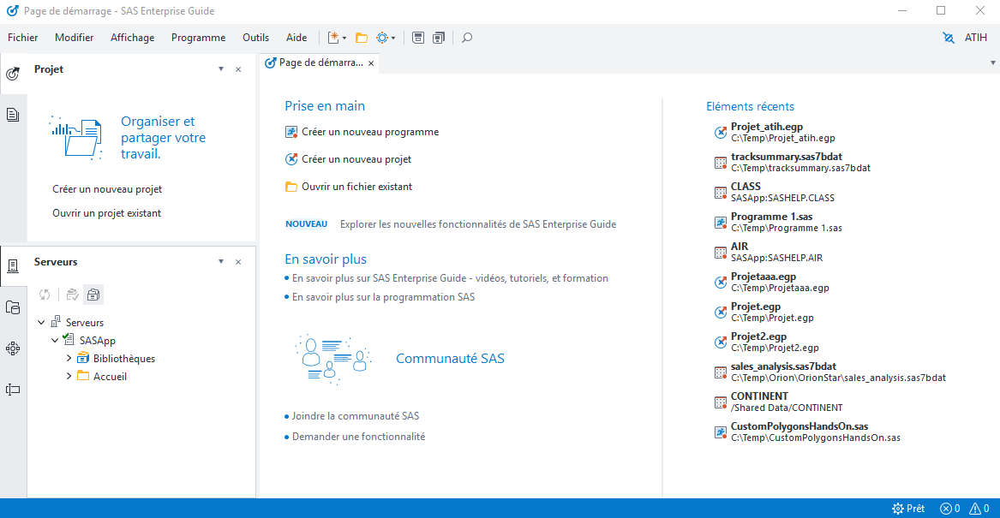 Page de démarrage - SAS Enterprise Guide
Fichier Modifier Affichage Programme Outils Aide ATIH
Projet
Organiser et
partager votre
travail.
Créer un nouveau projet
Ouvrir un projet existant
Serveurs
Serveurs
SASApp
Bibliothèques
Accueil
Page de démarra...
Prise en main
Créer un nouveau programme
Créer un nouveau projet
Ouvrir un fichier existant
NOUVEAU Explorer les nouvelles fonctionnalités de SAS Enterprise Guide
En savoir plus
En savoir plus sur SAS Enterprise Guide - vidéos, tutoriels, et formation
En savoir plus sur la programmation SAS
Communauté SAS
Joindre la communauté SAS
Demander une fonctionnalité
Eléments récents
Projet_atih.egp
C:\Temp\Projet_atih.egp
tracksummary.sas7bdat
C:\Temp\tracksummary.sas7bdat
CLASS
SASApp:SASHELP.CLASS
Programme 1.sas
C:\Temp\Programme 1.sas
AIR
SASApp:SASHELP.AIR
Projetaaa.egp
C:\Temp\Projetaaa.egp
Projet.egp
C:\Temp\Projet.egp
Projet2.egp
C:\Temp\Projet2.egp
sales_analysis.sas7bdat
C:\Temp\Orion\OrionStar\sales_analysis.sas7bdat
CONTINENT
/Shared Data/CONTINENT
CustomPolygonsHandsOn.sas
C:\Temp\CustomPolygonsHandsOn.sas
Prêt 0 0